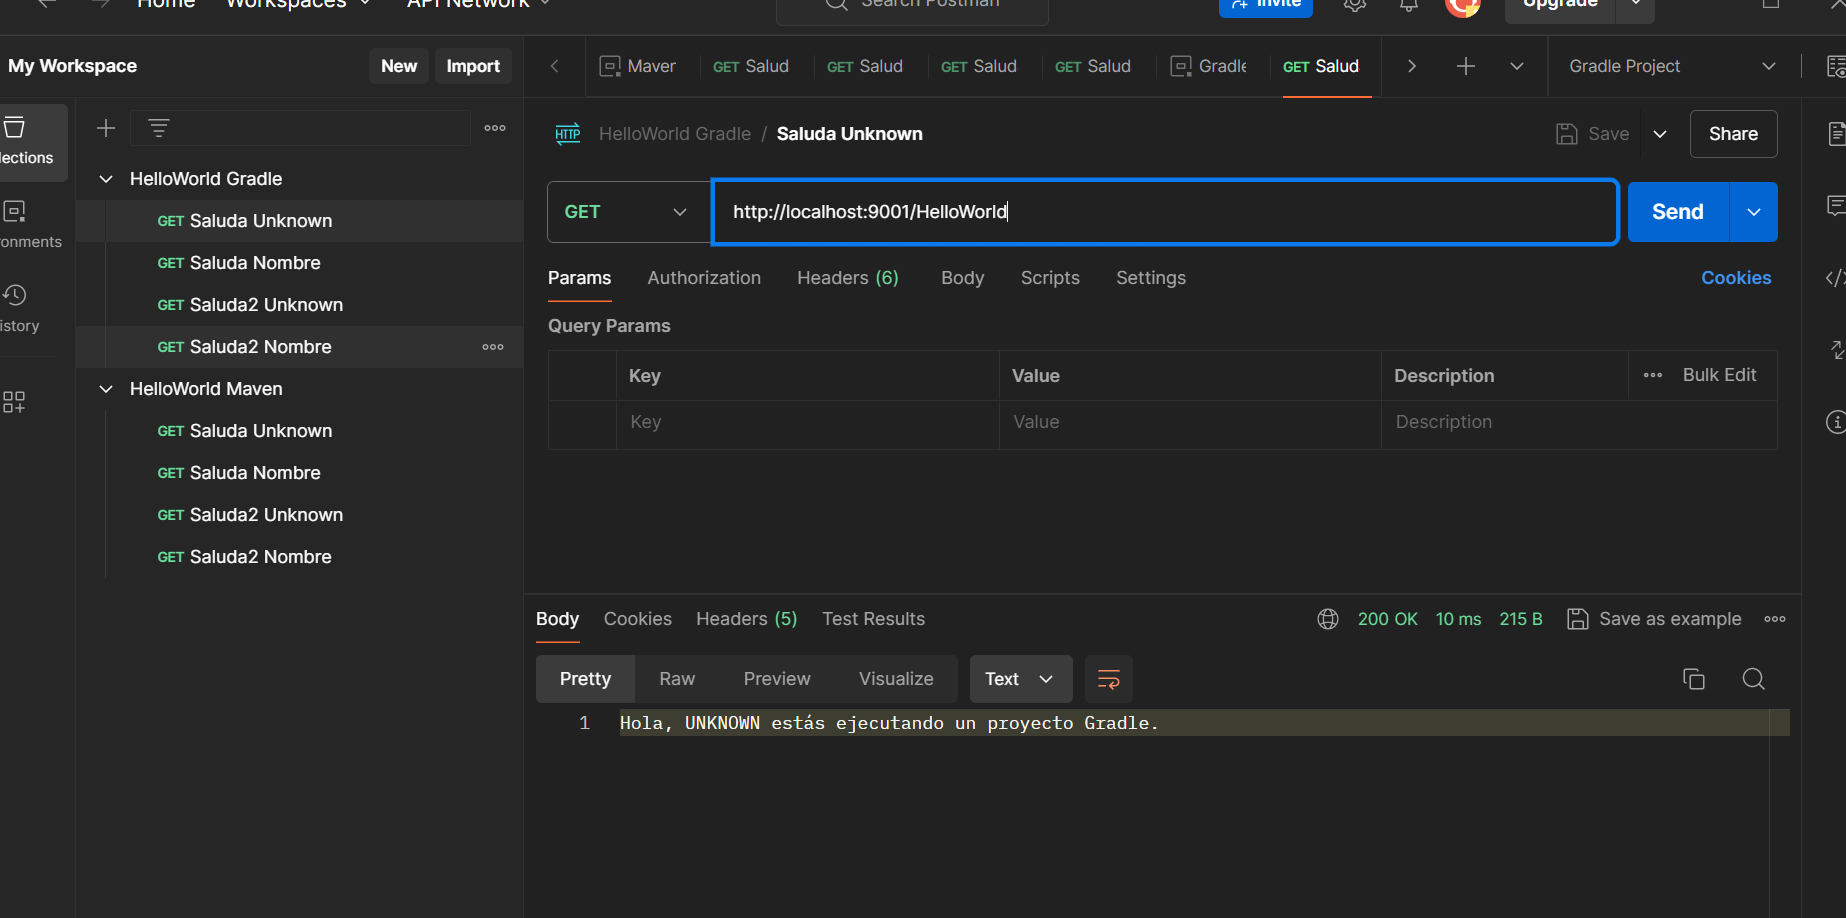 Home Workspaces API Network Search Postman Invite Upgrade
My Workspace New Import
Maven GET Salud GET Salud GET Salud GET Salud Gradle GET Salud Gradle Project
HTTP HelloWorld Gradle / Saluda Unknown Save Share
lections
onments
istory
HelloWorld Gradle
GET Saluda Unknown
GET Saluda Nombre
GET Saluda2 Unknown
GET Saluda2 Nombre
HelloWorld Maven
GET Saluda Unknown
GET Saluda Nombre
GET Saluda2 Unknown
GET Saluda2 Nombre
GET http://localhost:9001/HelloWorld Send
Params Authorization Headers (6) Body Scripts Settings Cookies
Query Params
Key Value Description Bulk Edit
Key Value Description
Body Cookies Headers (5) Test Results 200 OK 10 ms 215 B Save as example
Pretty Raw Preview Visualize Text
1 Hola, UNKNOWN estás ejecutando un proyecto Gradle.